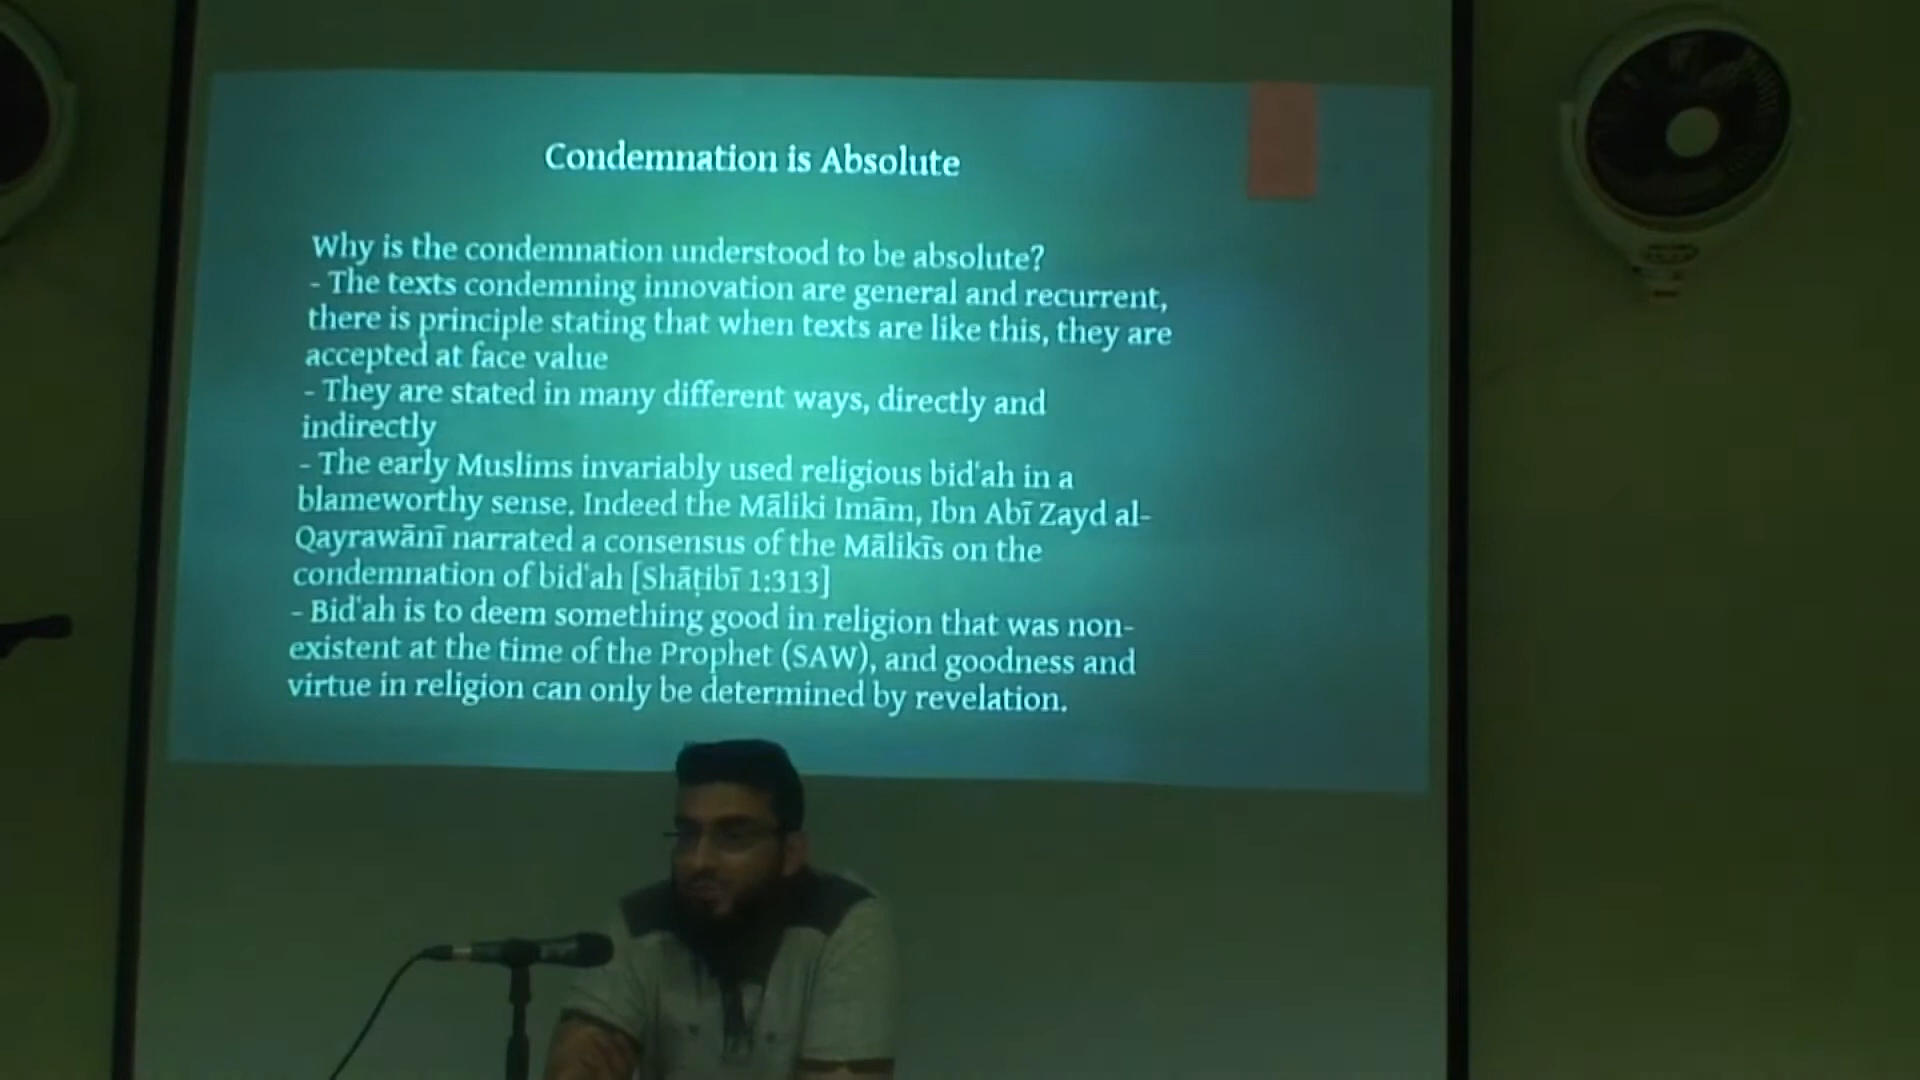 Condemnation is Absolute
Why is the condemnation understood to be absolute?
- The texts condemning innovation are general and recurrent,
there is principle stating that when texts are like this, they are
accepted at face value
- They are stated in many different ways, directly and
indirectly
- The early Muslims invariably used religious bid'ah in a
blameworthy sense. Indeed the Māliki Imām, Ibn Abī Zayd al-
Qayrawānī narrated a consensus of the Mālikīs on the
condemnation of bid'ah [Shāṭibī 1:313]
- Bid'ah is to deem something good in religion that was non-
existent at the time of the Prophet (SAW), and goodness and
virtue in religion can only be determined by revelation.